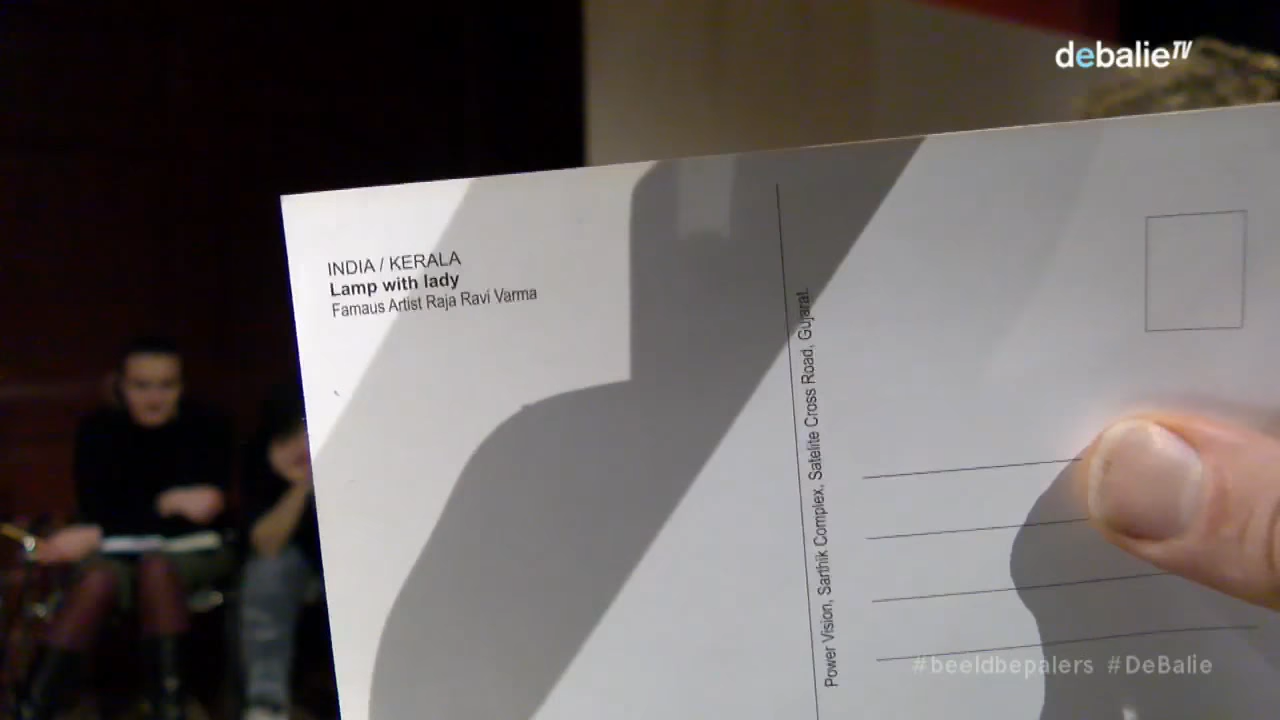 debalieTV
INDIA / KERALA
Lamp with lady
Famaus Artist Raja Ravi Varma
Power Vision, Sarthik Complex, Satelite Cross Road, Gujarat.
#beeldbepalers #DeBalie